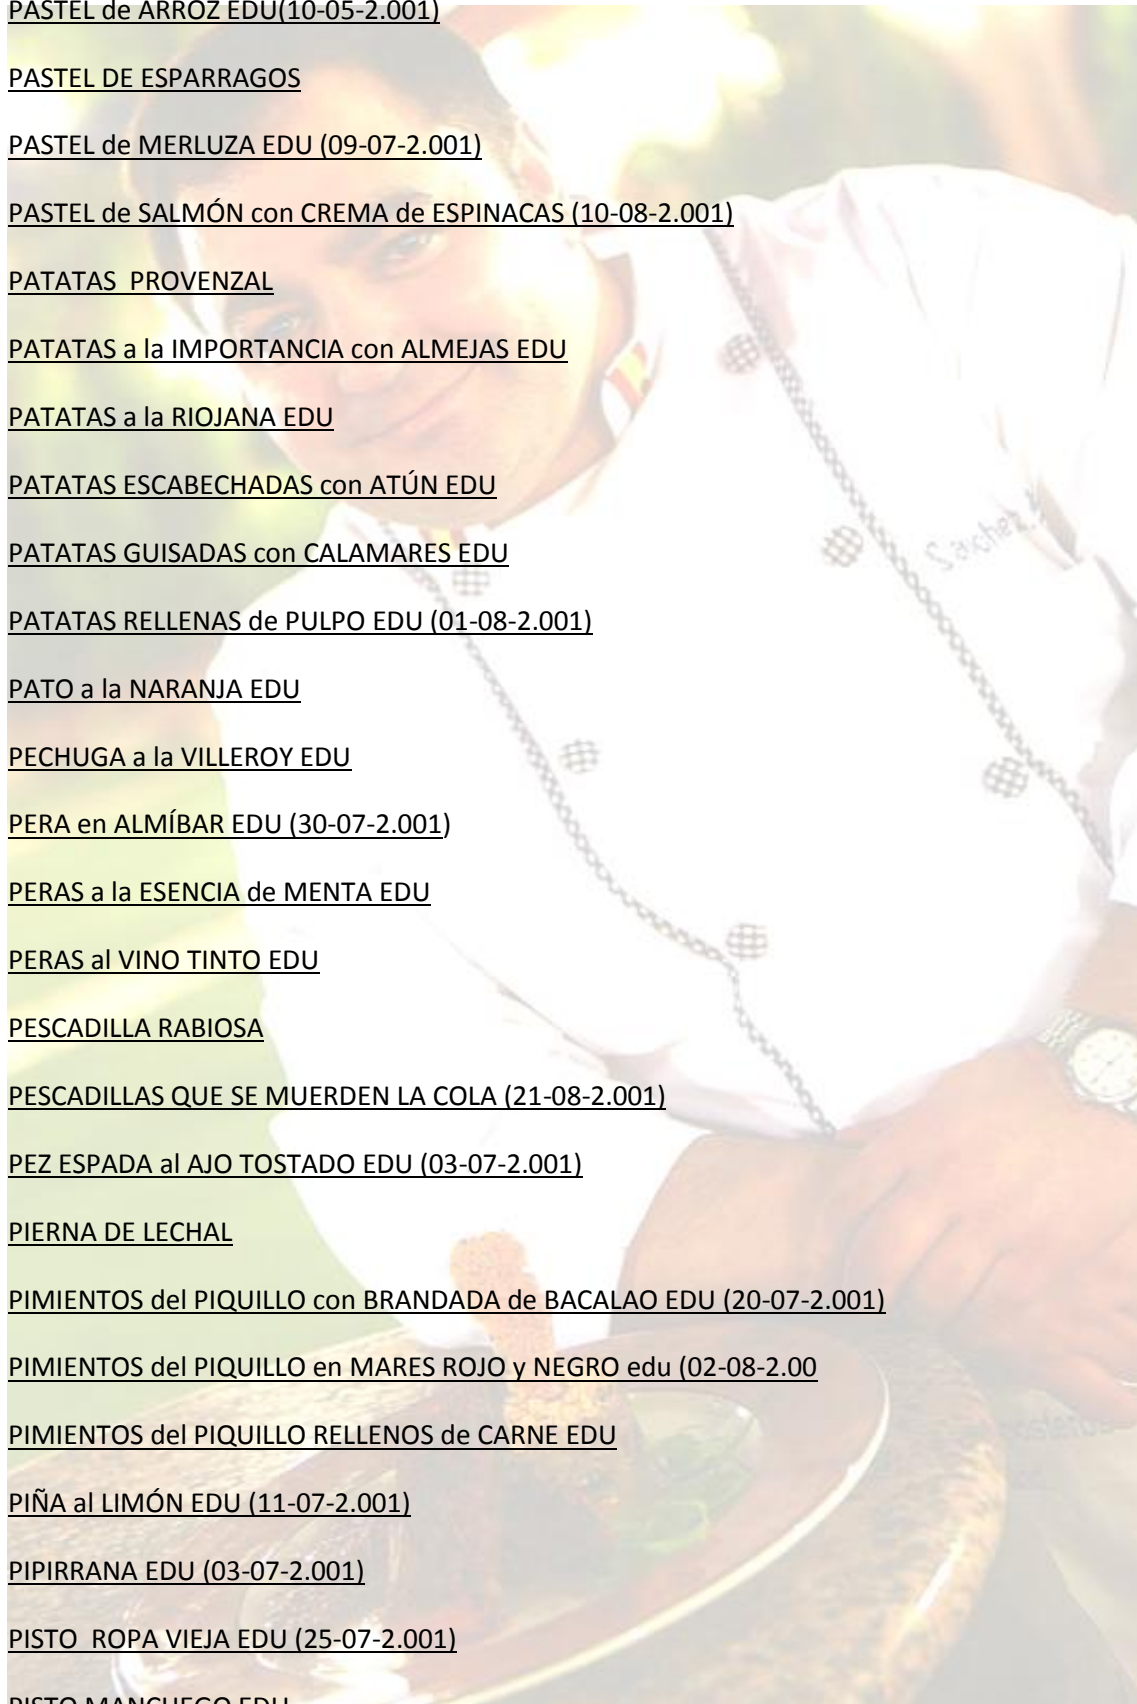 PASTEL de ARROZ EDU(10-05-2.001)
PASTEL DE ESPARRAGOS
PASTEL de MERLUZA EDU (09-07-2.001)
PASTEL de SALMÓN con CREMA de ESPINACAS (10-08-2.001)
PATATAS  PROVENZAL
PATATAS a la IMPORTANCIA con ALMEJAS EDU
PATATAS a la RIOJANA EDU
PATATAS ESCABECHADAS con ATÚN EDU
PATATAS GUISADAS con CALAMARES EDU
Sánchez
PATATAS RELLENAS de PULPO EDU (01-08-2.001)
PATO a la NARANJA EDU
PECHUGA a la VILLEROY EDU
PERA en ALMÍBAR EDU (30-07-2.001)
PERAS a la ESENCIA de MENTA EDU
PERAS al VINO TINTO EDU
PESCADILLA RABIOSA
PESCADILLAS QUE SE MUERDEN LA COLA (21-08-2.001)
PEZ ESPADA al AJO TOSTADO EDU (03-07-2.001)
PIERNA DE LECHAL
PIMIENTOS del PIQUILLO con BRANDADA de BACALAO EDU (20-07-2.001)
PIMIENTOS del PIQUILLO en MARES ROJO y NEGRO edu (02-08-2.00
PIMIENTOS del PIQUILLO RELLENOS de CARNE EDU
PIÑA al LIMÓN EDU (11-07-2.001)
PIPIRRANA EDU (03-07-2.001)
PISTO  ROPA VIEJA EDU (25-07-2.001)
PISTO MANCHEGO EDU